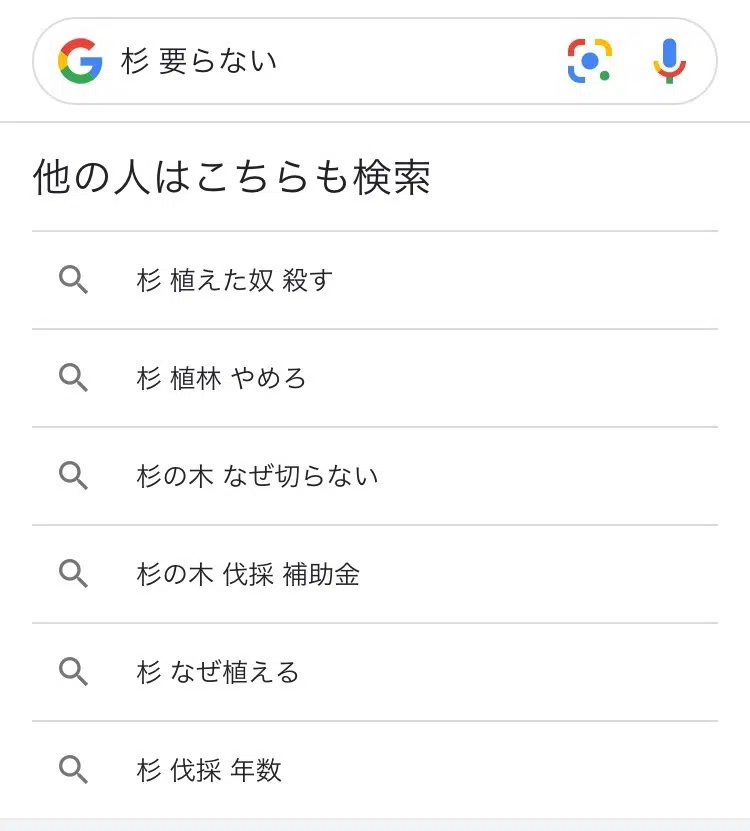 杉 要らない
他の人はこちらも検索
杉 植えた奴 殺す
杉 植林 やめろ
杉の木 なぜ切らない
杉の木 伐採 補助金
杉 なぜ植える
杉 伐採 年数